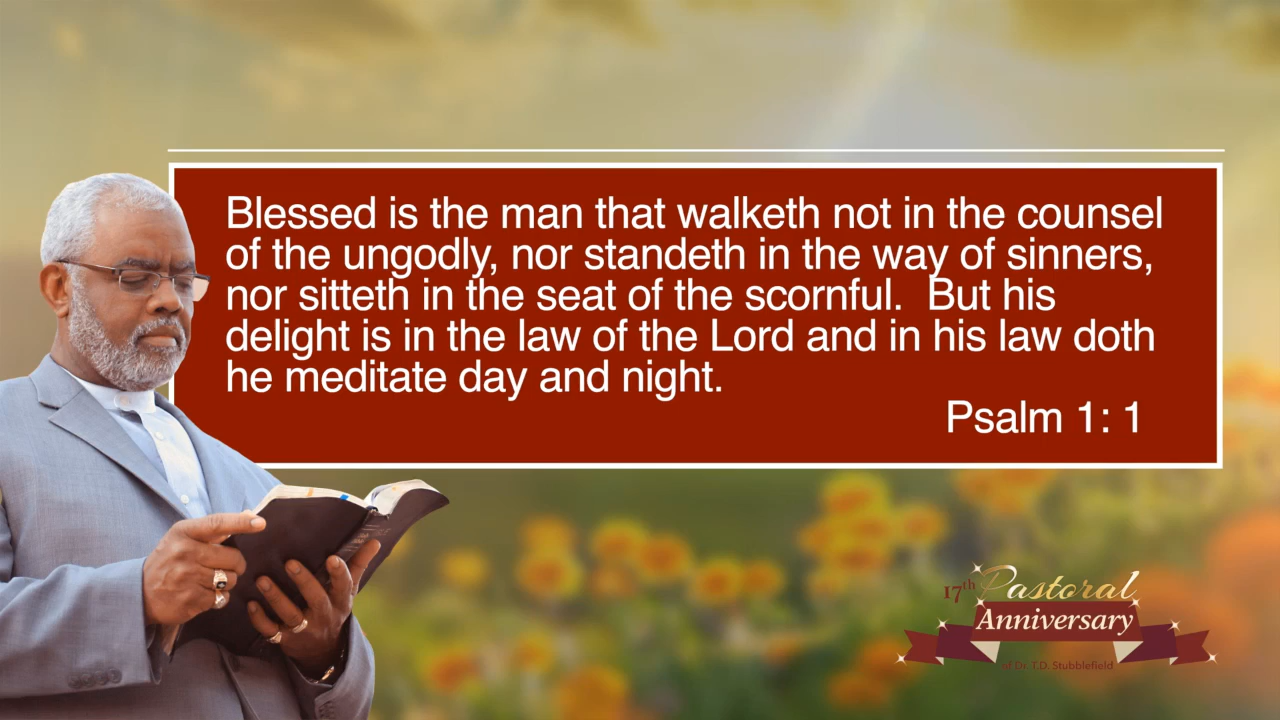 Blessed is the man that walketh not in the counsel
of the ungodly, nor standeth in the way of sinners,
nor sitteth in the seat of the scornful.  But his
delight is in the law of the Lord and in his law doth
he meditate day and night.
Psalm 1: 1
17th Pastoral
Anniversary
of Dr. T.D. Stubblefield